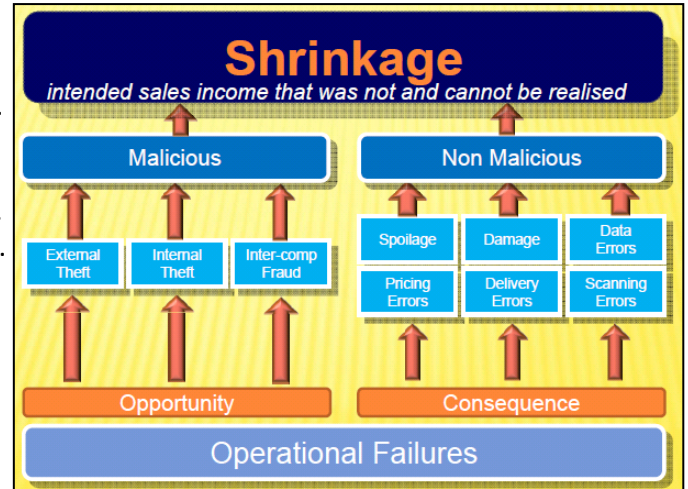 Shrinkage
intended sales income that was not and cannot be realised
Malicious
Non Malicious
External
Theft
Internal
Theft
Inter-comp
Fraud
Spoilage
Damage
Data
Errors
Pricing
Errors
Delivery
Errors
Scanning
Errors
Opportunity
Consequence
Operational Failures